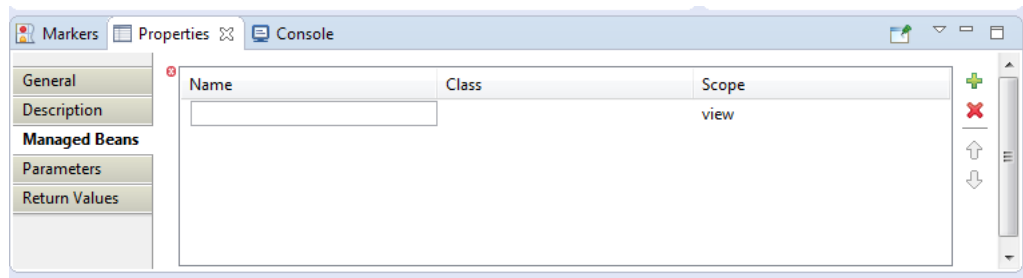 Markers Properties Console
General
Name Class Scope
Description
view
Managed Beans
Parameters
Return Values